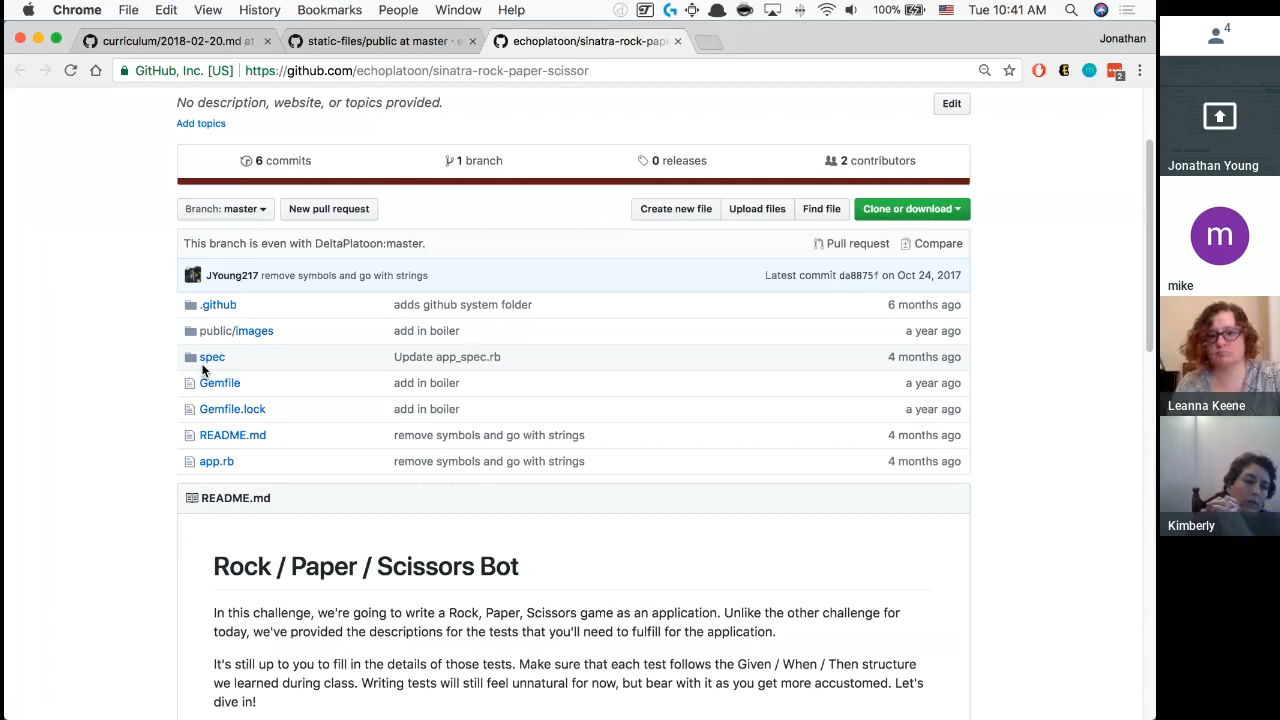 Chrome File Edit View History Bookmarks People Window Help 100% Tue 10:41 AM
curriculum/2018-02-20.md at × static-files/public at master · e × echoplatoon/sinatra-rock-pape × Jonathan
GitHub, Inc. [US] https://github.com/echoplatoon/sinatra-rock-paper-scissor 2
No description, website, or topics provided. Edit
Add topics
6 commits 1 branch 0 releases 2 contributors
Branch: master New pull request Create new file Upload files Find file Clone or download
This branch is even with DeltaPlatoon:master. Pull request Compare
JYoung217 remove symbols and go with strings Latest commit da8875f on Oct 24, 2017
.github adds github system folder 6 months ago
public/images add in boiler a year ago
spec Update app_spec.rb 4 months ago
Gemfile add in boiler a year ago
Gemfile.lock add in boiler a year ago
README.md remove symbols and go with strings 4 months ago
app.rb remove symbols and go with strings 4 months ago
README.md
Rock / Paper / Scissors Bot
In this challenge, we're going to write a Rock, Paper, Scissors game as an application. Unlike the other challenge for
today, we've provided the descriptions for the tests that you'll need to fulfill for the application.
It's still up to you to fill in the details of those tests. Make sure that each test follows the Given / When / Then structure
we learned during class. Writing tests will still feel unnatural for now, but bear with it as you get more accustomed. Let's
dive in!
4
Jonathan Young
m
mike
Leanna Keene
Kimberly